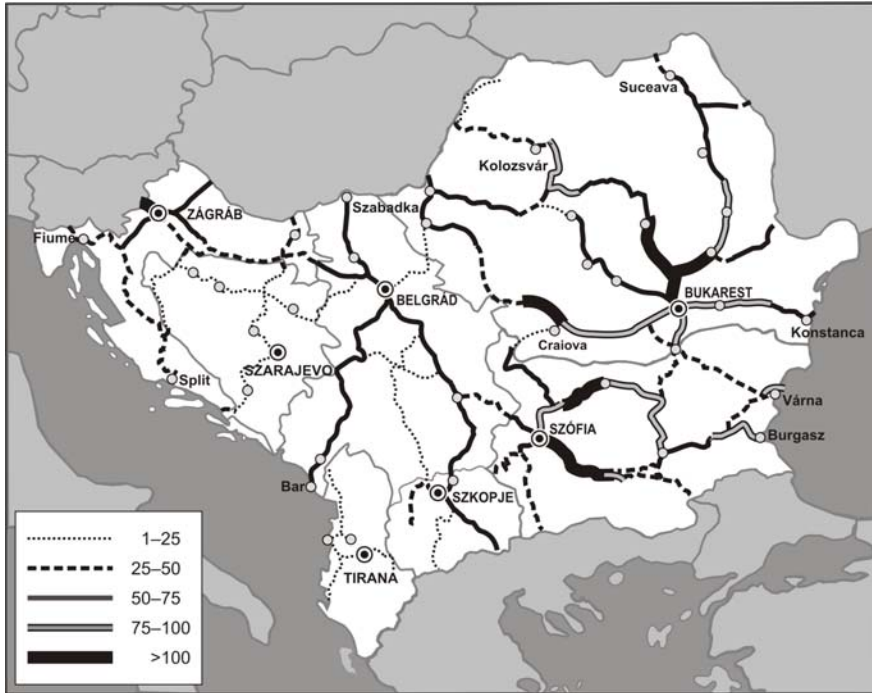 Suceava
Kolozsvár
ZÁGRÁB
Szabadka
Fiume
BELGRÁD
BUKAREST
Konstanca
Craiova
SZARAJEVO
Split
Várna
SZÓFIA
Burgasz
Bar
SZKOPJE
TIRANA
1–25
25–50
50–75
75–100
>100